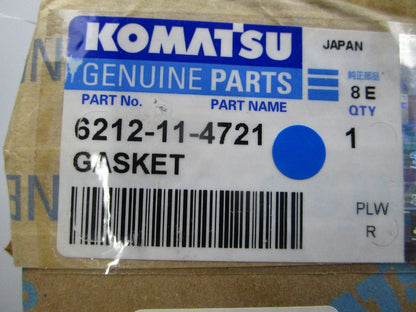 KOMATSU
JAPAN
GENUINE PARTS
純正部品
8 E
PART No. PART NAME QTY
6212-11-4721 1
GASKET
PLW
R